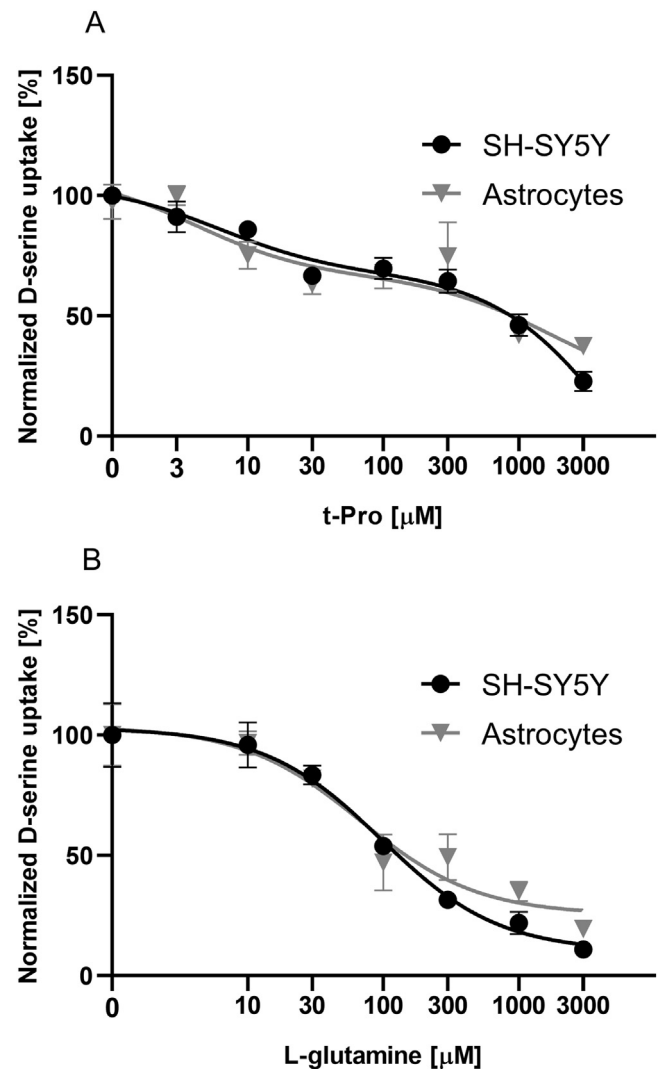 A
Normalized D-serine uptake [%]
150
100
50
0
SH-SY5Y
Astrocytes
0 3 10 30 100 300 1000 3000
t-Pro [μM]
B
Normalized D-serine uptake [%]
150
100
50
0
SH-SY5Y
Astrocytes
0 10 30 100 300 1000 3000
L-glutamine [μM]